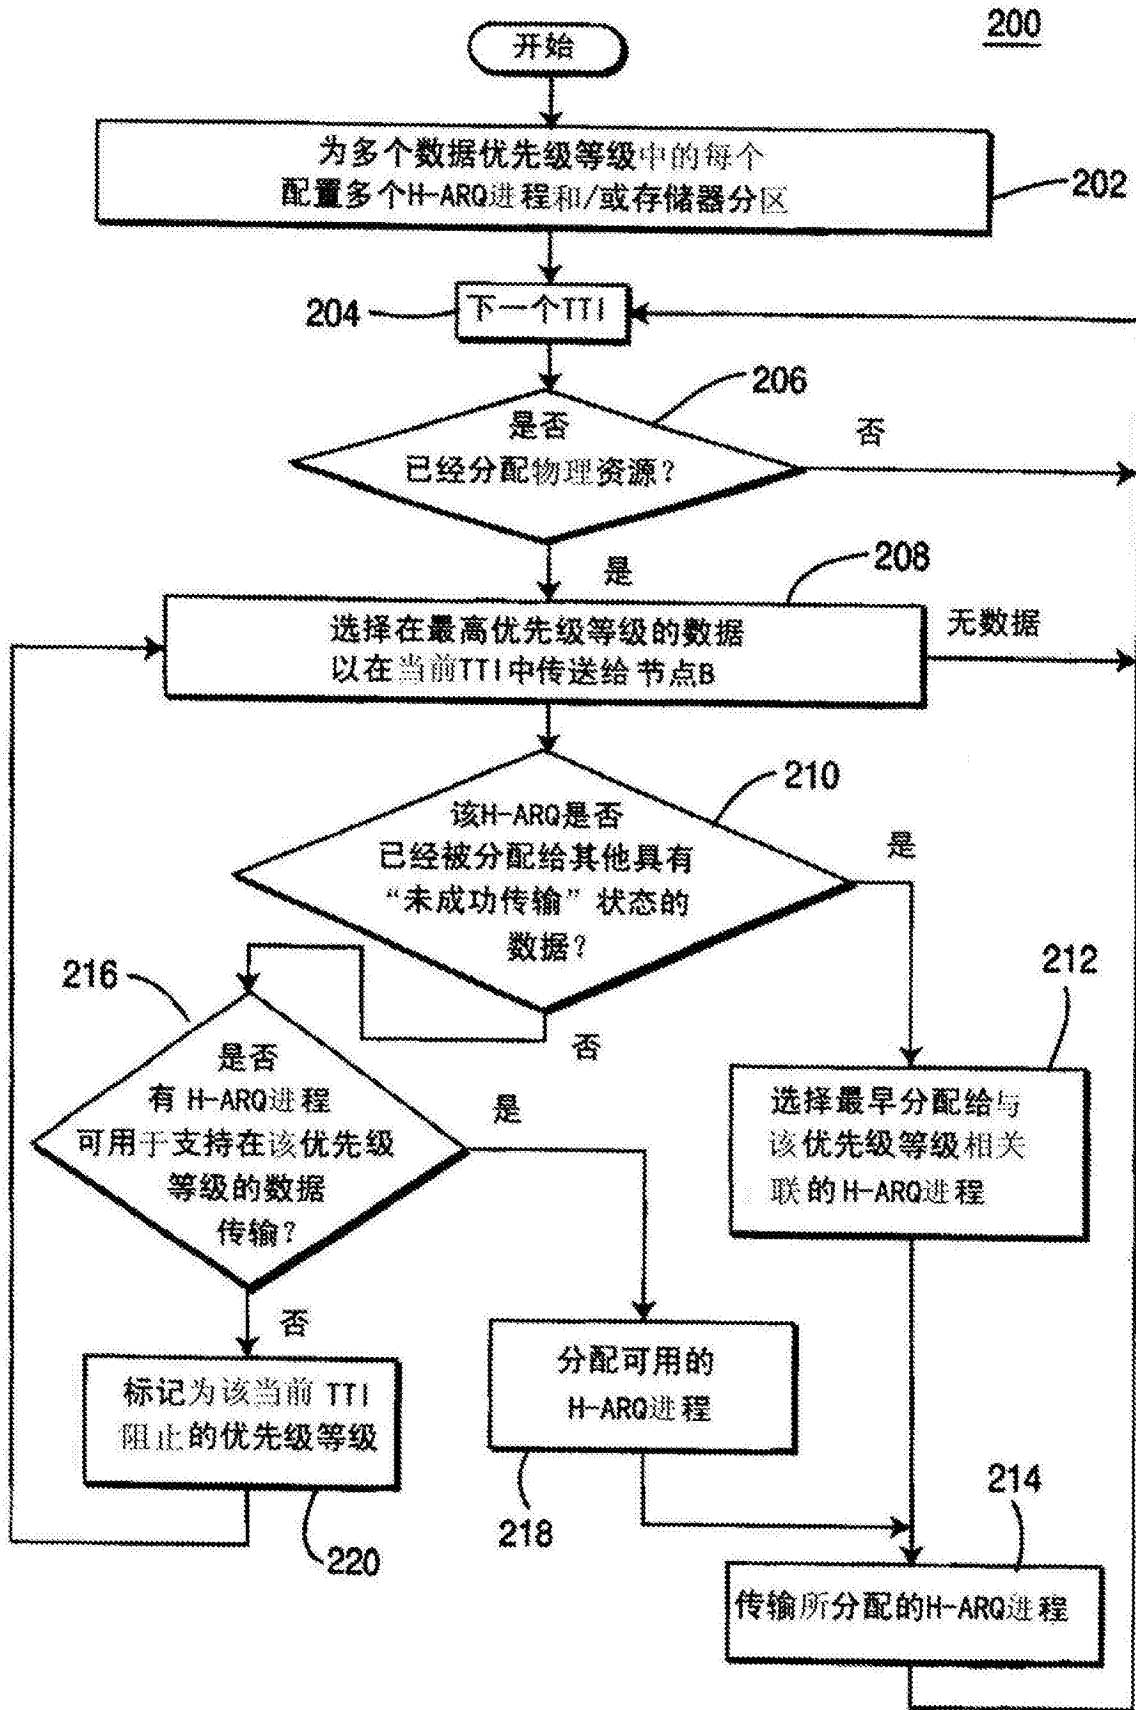 200
开始
为多个数据优先级等级中的每个
配置多个H-ARQ进程和/或存储器分区
202
204
下一个TTI
206
是否
已经分配物理资源?
否
是
208
选择在最高优先级等级的数据
以在当前TTI中传送给节点B
无数据
210
该H-ARQ是否
已经被分配给其他具有
“未成功传输”状态的
数据?
是
否
216
是否
有H-ARQ进程
可用于支持在该优先级
等级的数据
传输?
是
212
选择最早分配给与
该优先级等级相关
联的H-ARQ进程
否
标记为该当前TTI
阻止的优先级等级
220
分配可用的
H-ARQ进程
218
214
传输所分配的H-ARQ进程